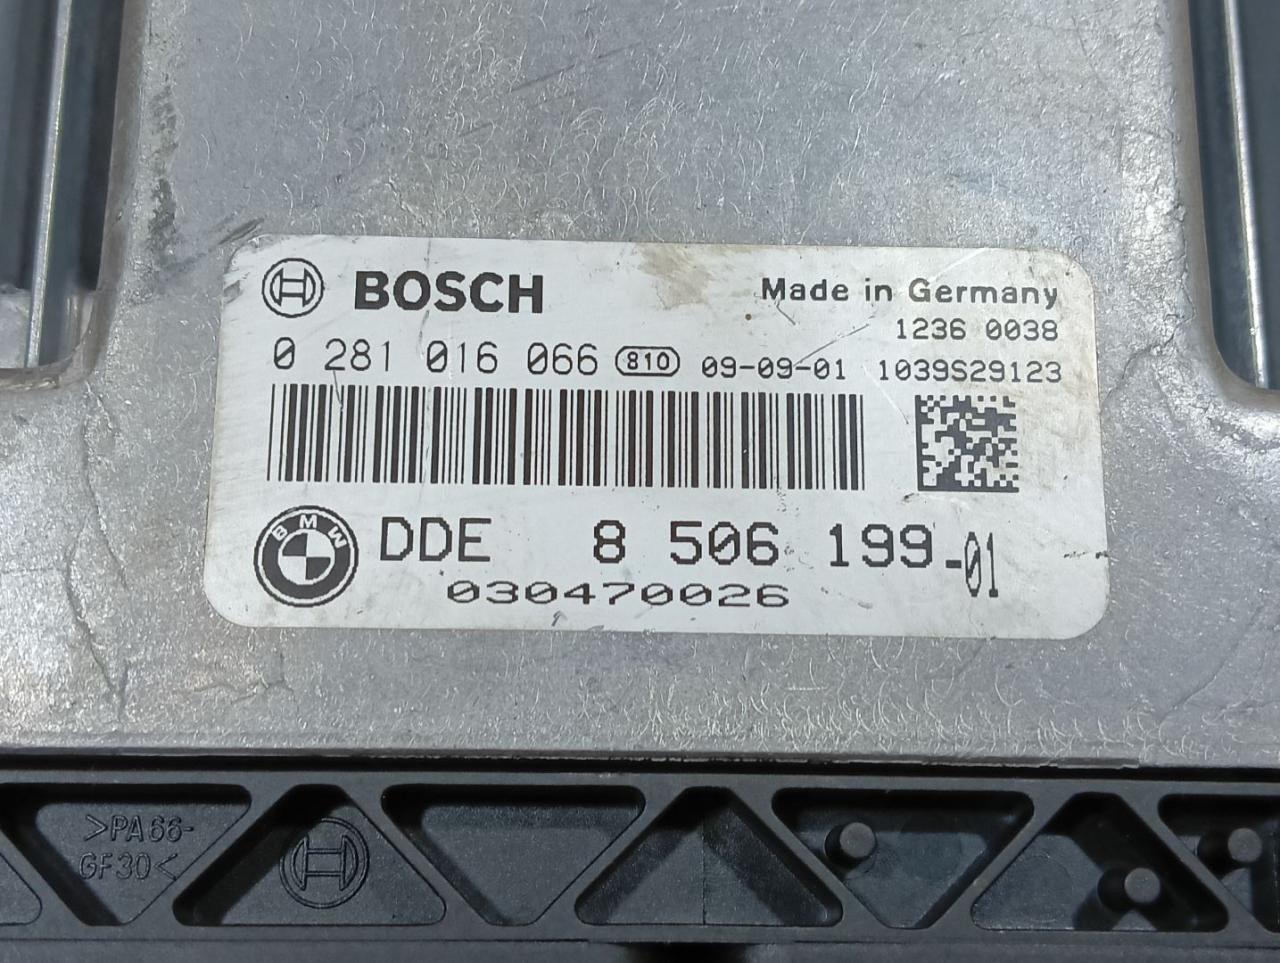 BOSCH Made in Germany
1236 0038
0 281 016 066 810 09-09-01 1039S29123
BMW DDE 8 506 199-01
030470026
>PA66-
GF30<